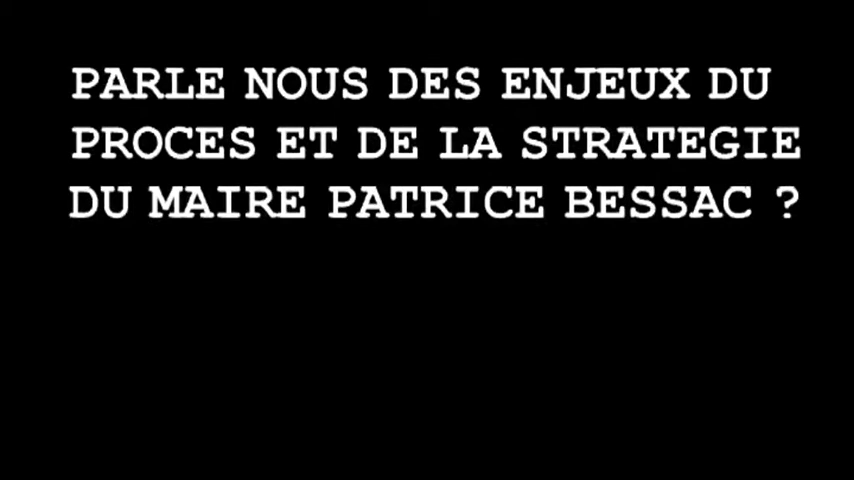 PARLE NOUS DES ENJEUX DU
PROCES ET DE LA STRATEGIE
DU MAIRE PATRICE BESSAC ?